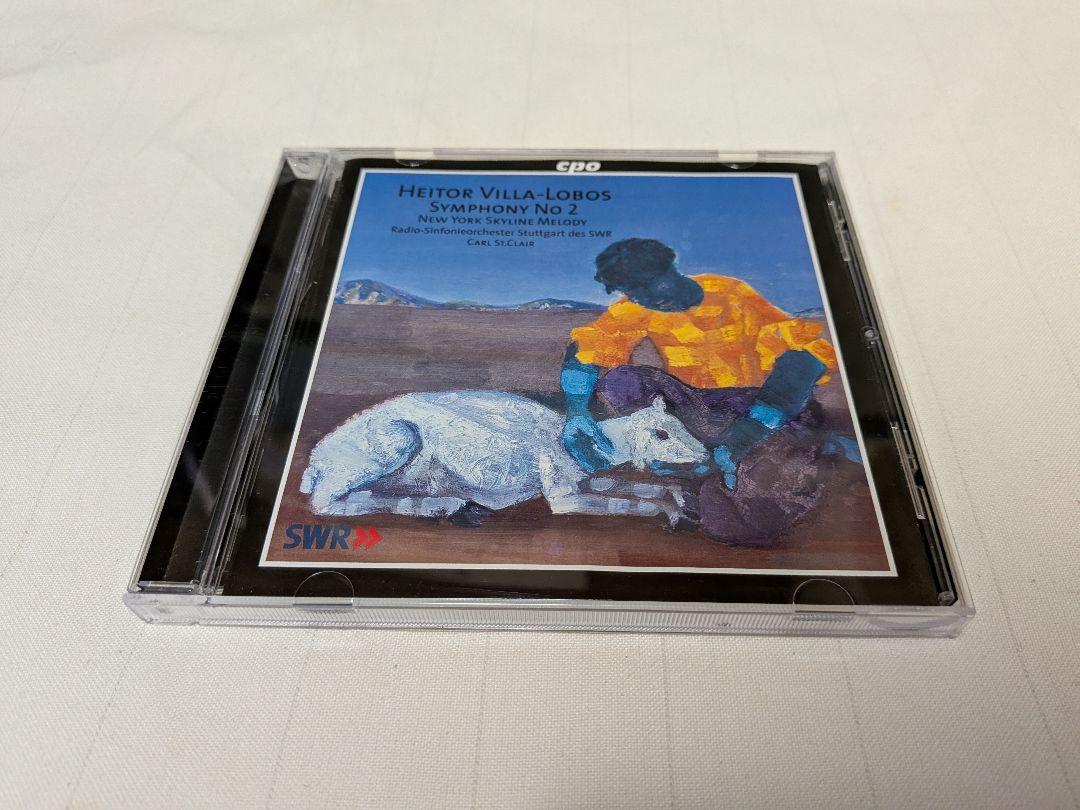 cpo
Heitor Villa-Lobos
Symphony No 2
New York Skyline Melody
Radio-Sinfonieorchester Stuttgart des SWR
Carl St.Clair
SWR